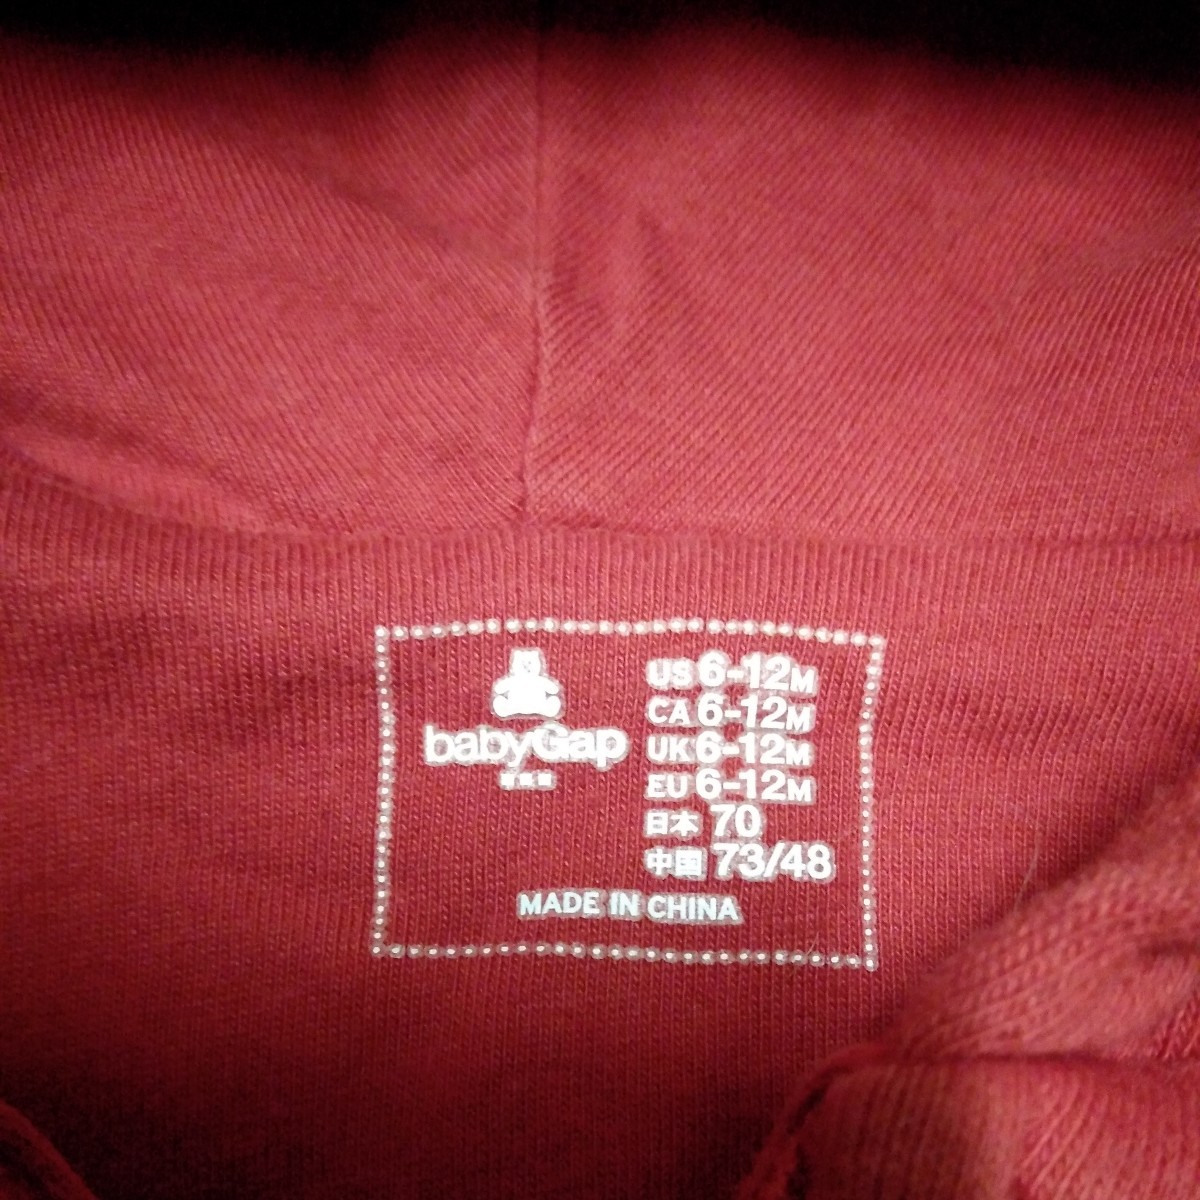 babyGap
US 6-12M
CA 6-12M
UK 6-12M
EU 6-12M
日本 70
中国 73/48
MADE IN CHINA